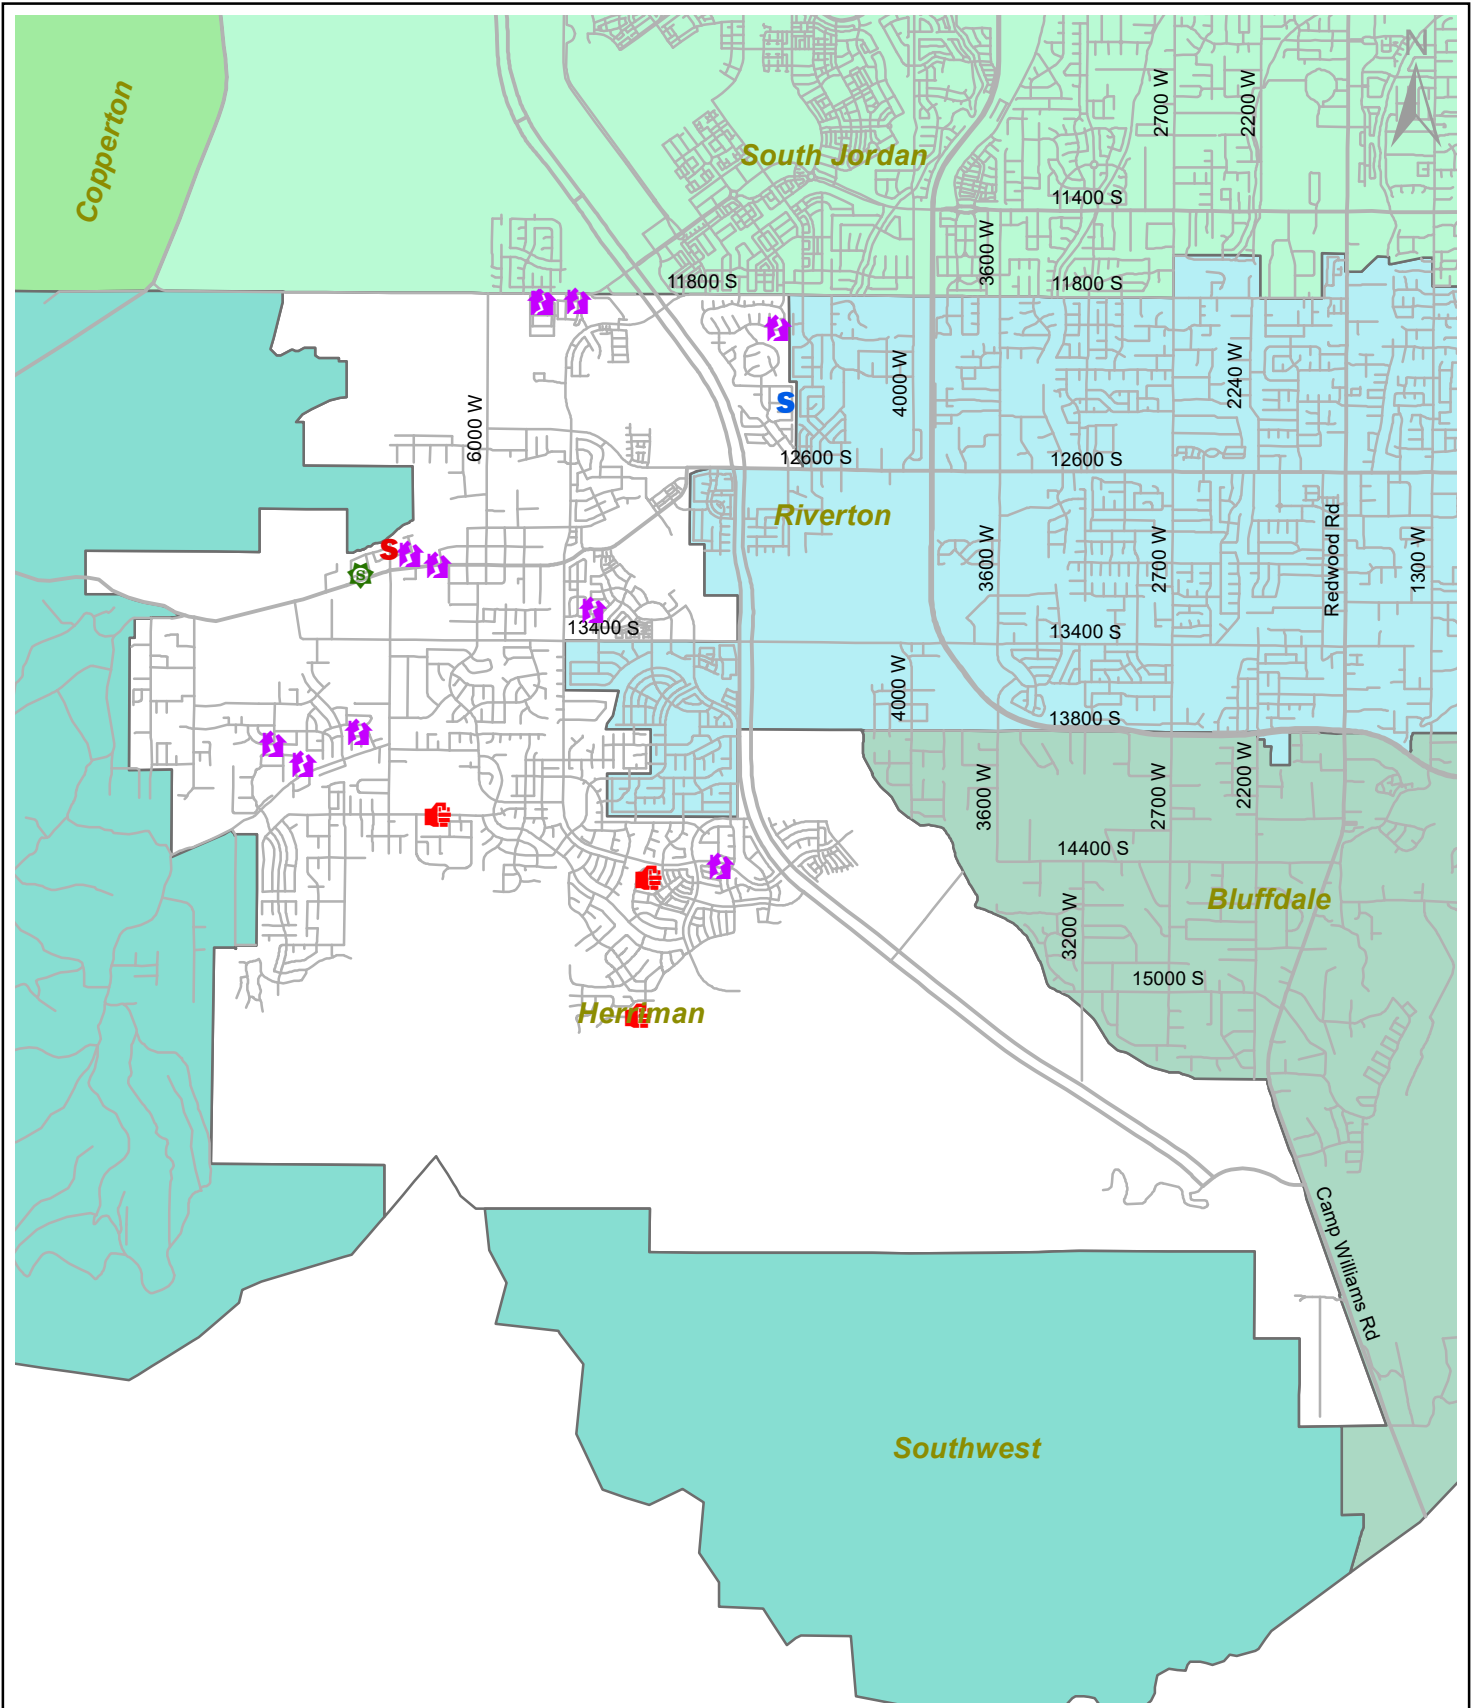 N
Copperton
South Jordan
2700 W
2200 W
11400 S
3600 W
11800 S
11800 S
4000 W
2240 W
6000 W
S
12600 S
12600 S
Riverton
Redwood Rd
3600 W
2700 W
1300 W
S
S
13400 S
13400 S
4000 W
13800 S
3600 W
2700 W
2200 W
14400 S
Bluffdale
3200 W
15000 S
Herriman
Camp Williams Rd
Southwest